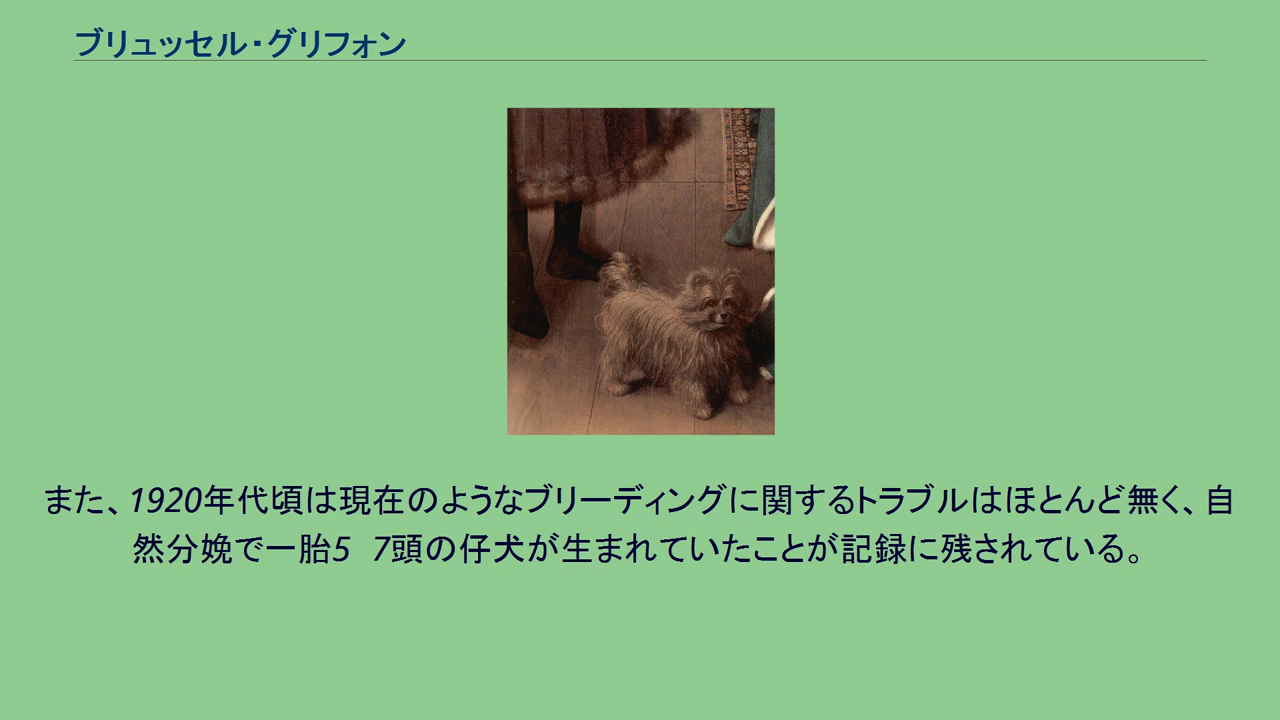 ブリュッセル・グリフォン
また、1920年代頃は現在のようなブリーディングに関するトラブルはほとんど無く、自
然分娩で一胎5　7頭の仔犬が生まれていたことが記録に残されている。